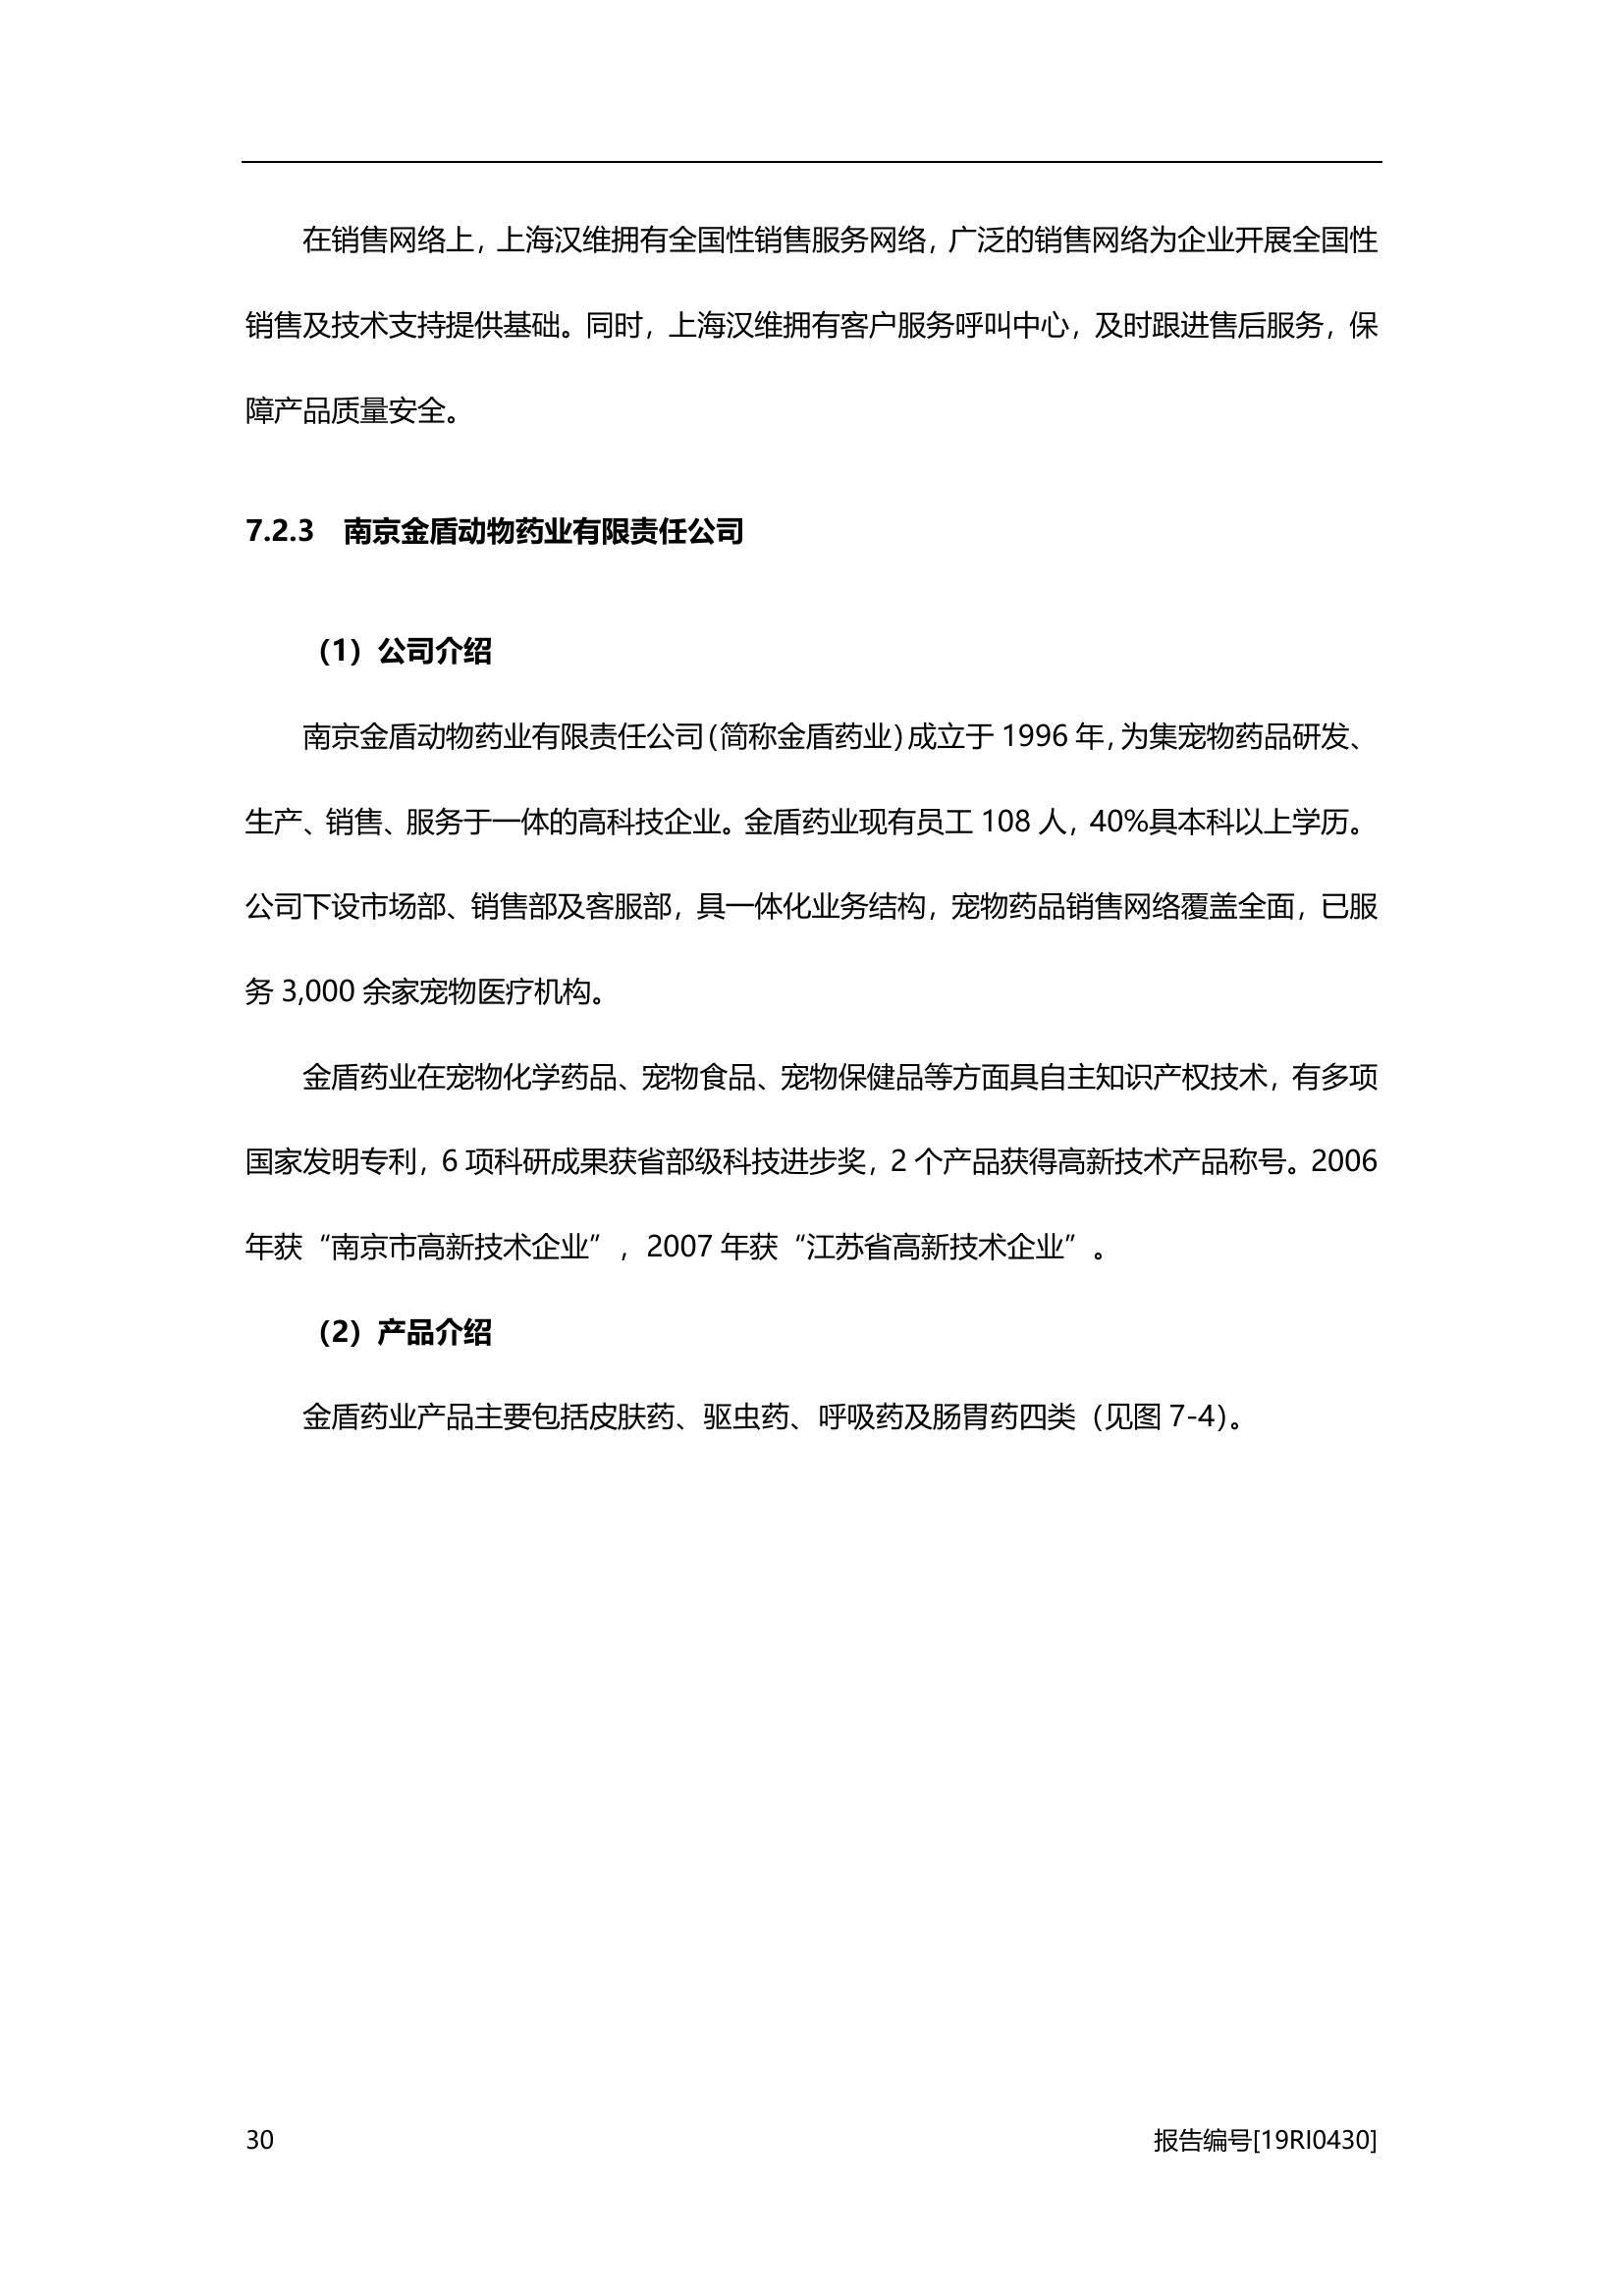 在销售网络上，上海汉维拥有全国性销售服务网络，广泛的销售网络为企业开展全国性
销售及技术支持提供基础。同时，上海汉维拥有客户服务呼叫中心，及时跟进售后服务，保
障产品质量安全。
7.2.3 南京金盾动物药业有限责任公司
（1）公司介绍
南京金盾动物药业有限责任公司（简称金盾药业）成立于 1996 年，为集宠物药品研发、
生产、销售、服务于一体的高科技企业。金盾药业现有员工 108 人，40%具本科以上学历。
公司下设市场部、销售部及客服部，具一体化业务结构，宠物药品销售网络覆盖全面，已服
务 3,000 余家宠物医疗机构。
金盾药业在宠物化学药品、宠物食品、宠物保健品等方面具自主知识产权技术，有多项
国家发明专利，6 项科研成果获省部级科技进步奖，2 个产品获得高新技术产品称号。2006
年获“南京市高新技术企业”，2007 年获“江苏省高新技术企业”。
（2）产品介绍
金盾药业产品主要包括皮肤药、驱虫药、呼吸药及肠胃药四类（见图 7-4）。
30 报告编号[19RI0430]